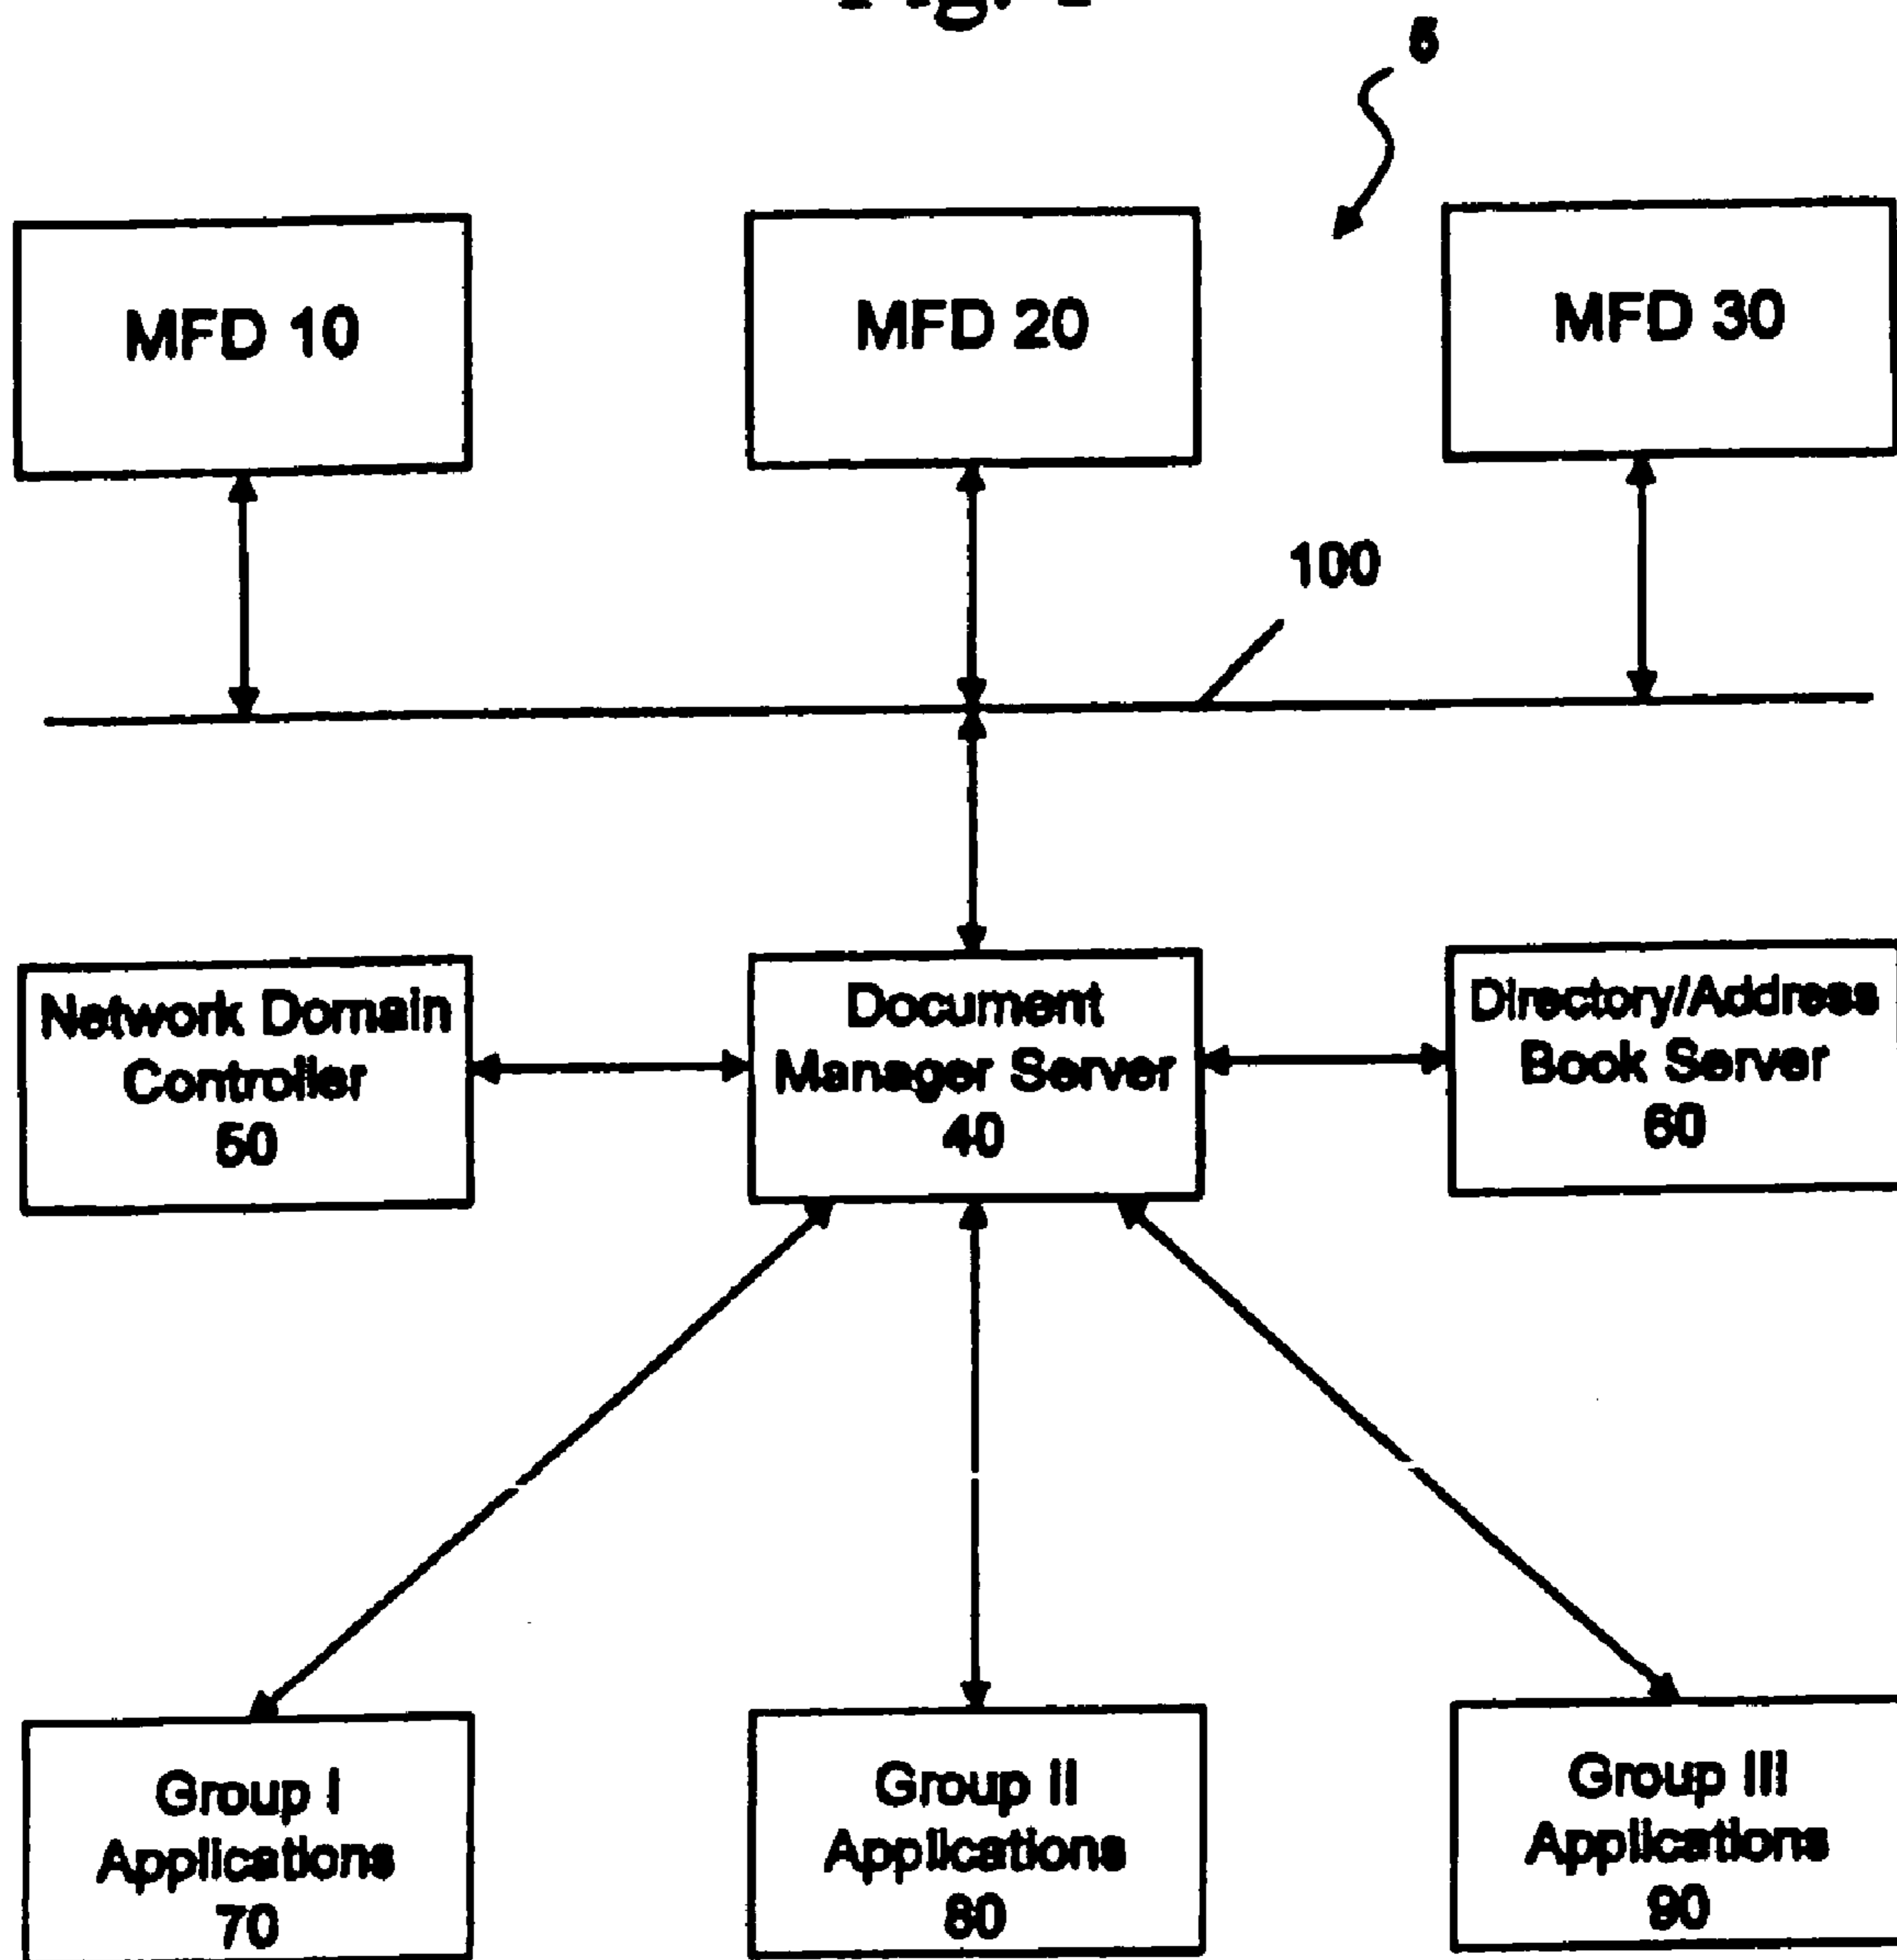 5
MFD 10
MFD 20
MFD 30
100
Network Domain
Controller
50
Document
Manager Server
40
Directory/Address
Book Server
60
Group I
Applications
70
Group II
Applications
80
Group III
Applications
90